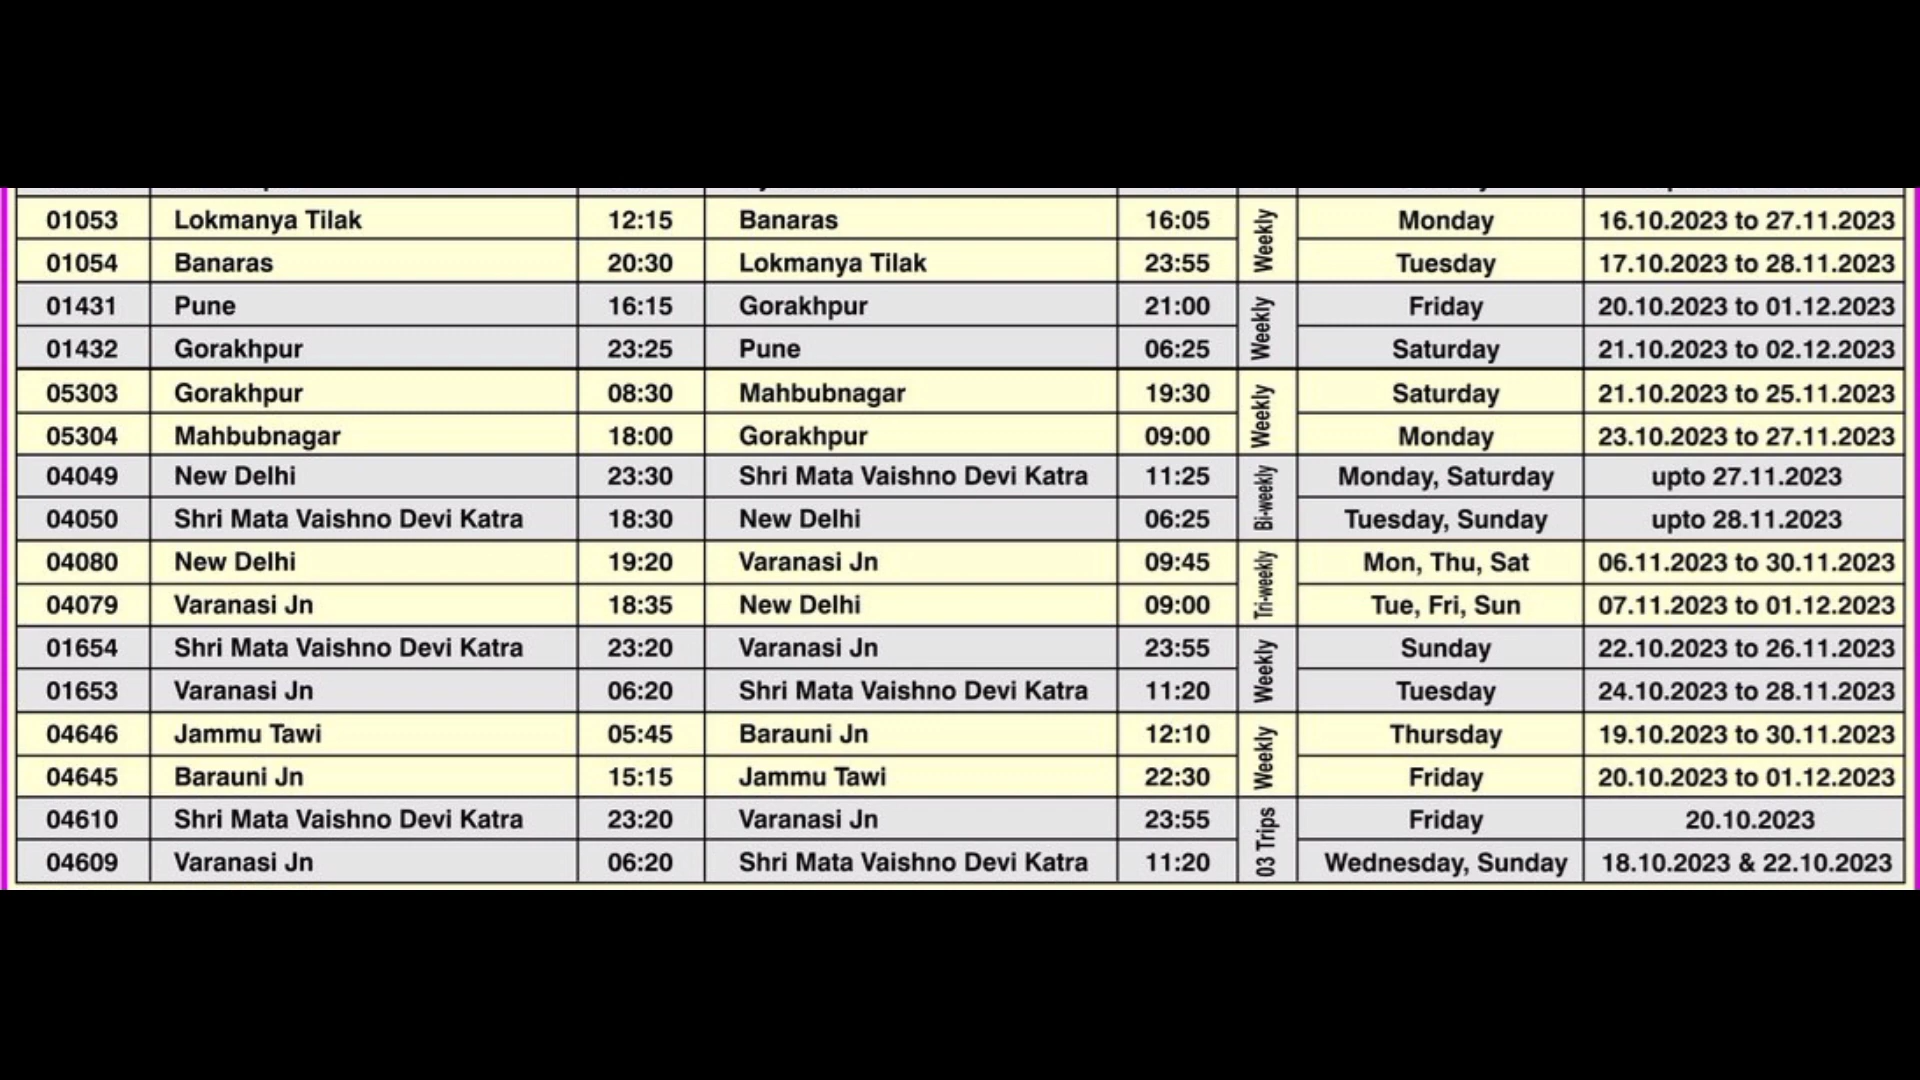 01053 Lokmanya Tilak 12:15 Banaras 16:05 Weekly Monday 16.10.2023 to 27.11.2023
01054 Banaras 20:30 Lokmanya Tilak 23:55 Tuesday 17.10.2023 to 28.11.2023
01431 Pune 16:15 Gorakhpur 21:00 Weekly Friday 20.10.2023 to 01.12.2023
01432 Gorakhpur 23:25 Pune 06:25 Saturday 21.10.2023 to 02.12.2023
05303 Gorakhpur 08:30 Mahbubnagar 19:30 Weekly Saturday 21.10.2023 to 25.11.2023
05304 Mahbubnagar 18:00 Gorakhpur 09:00 Monday 23.10.2023 to 27.11.2023
04049 New Delhi 23:30 Shri Mata Vaishno Devi Katra 11:25 Bi-weekly Monday, Saturday upto 27.11.2023
04050 Shri Mata Vaishno Devi Katra 18:30 New Delhi 06:25 Tuesday, Sunday upto 28.11.2023
04080 New Delhi 19:20 Varanasi Jn 09:45 Tri-weekly Mon, Thu, Sat 06.11.2023 to 30.11.2023
04079 Varanasi Jn 18:35 New Delhi 09:00 Tue, Fri, Sun 07.11.2023 to 01.12.2023
01654 Shri Mata Vaishno Devi Katra 23:20 Varanasi Jn 23:55 Weekly Sunday 22.10.2023 to 26.11.2023
01653 Varanasi Jn 06:20 Shri Mata Vaishno Devi Katra 11:20 Tuesday 24.10.2023 to 28.11.2023
04646 Jammu Tawi 05:45 Barauni Jn 12:10 Weekly Thursday 19.10.2023 to 30.11.2023
04645 Barauni Jn 15:15 Jammu Tawi 22:30 Friday 20.10.2023 to 01.12.2023
04610 Shri Mata Vaishno Devi Katra 23:20 Varanasi Jn 23:55 03 Trips Friday 20.10.2023
04609 Varanasi Jn 06:20 Shri Mata Vaishno Devi Katra 11:20 Wednesday, Sunday 18.10.2023 & 22.10.2023